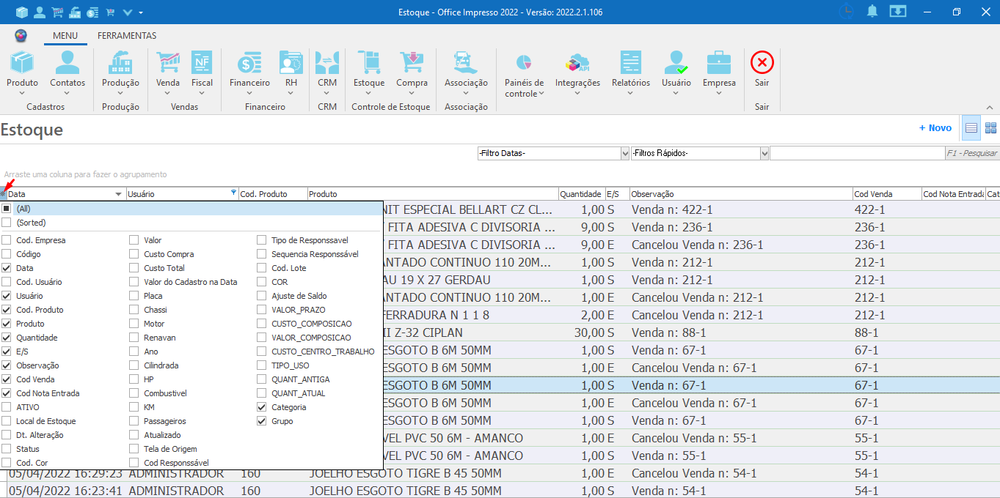 Estoque - Office Impresso 2022 - Versão: 2022.2.1.106
MENU FERRAMENTAS
Produto Contatos Produção Venda Fiscal Financeiro RH CRM Estoque Compra Associação Painéis de controle Integrações Relatórios Usuário Empresa Sair
Cadastros Produção Vendas Financeiro CRM Controle de Estoque Associação Sair
Estoque
+ Novo
-Filtro Datas- -Filtros Rápidos- F1 - Pesquisar
Arraste uma coluna para fazer o agrupamento
Data Usuário Cod. Produto Produto Quantidade E/S Observação Cod Venda Cod Nota Entrada Cat
(All)
(Sorted)
Cod. Empresa Valor Tipo de Responssavel
Código Custo Compra Sequencia Responssável
Data Custo Total Cod. Lote
Cod. Usuário Valor do Cadastro na Data COR
Usuário Placa Ajuste de Saldo
Cod. Produto Chassi VALOR_PRAZO
Produto Motor CUSTO_COMPOSICAO
Quantidade Renavan VALOR_COMPOSICAO
E/S Ano CUSTO_CENTRO_TRABALHO
Observação Cilindrada TIPO_USO
Cod Venda HP QUANT_ANTIGA
Cod Nota Entrada Combustivel QUANT_ATUAL
ATIVO KM Categoria
Local de Estoque Passageiros Grupo
Dt. Alteração Atualizado
Status Tela de Origem
Cod. Cor Cod Responssável
NIT ESPECIAL BELLART CZ CL... 1,00 S Venda n: 422-1 422-1
FITA ADESIVA C DIVISORIA ... 9,00 S Venda n: 236-1 236-1
FITA ADESIVA C DIVISORIA ... 9,00 E Cancelou Venda n: 236-1 236-1
ANTADO CONTINUO 110 20M... 1,00 S Venda n: 212-1 212-1
AU 19 X 27 GERDAU 1,00 S Venda n: 212-1 212-1
ANTADO CONTINUO 110 20M... 1,00 E Cancelou Venda n: 212-1 212-1
FERRADURA N 1 1 8 2,00 E Cancelou Venda n: 212-1 212-1
II Z-32 CIPLAN 30,00 S Venda n: 88-1 88-1
ESGOTO B 6M 50MM 1,00 S Venda n: 67-1 67-1
ESGOTO B 6M 50MM 1,00 E Cancelou Venda n: 67-1 67-1
ESGOTO B 6M 50MM 1,00 S Venda n: 67-1 67-1
ESGOTO B 6M 50MM 1,00 E Cancelou Venda n: 67-1 67-1
ESGOTO B 6M 50MM 1,00 S Venda n: 67-1 67-1
VEL PVC 50 6M - AMANCO 1,00 E Cancelou Venda n: 55-1 55-1
VEL PVC 50 6M - AMANCO 1,00 S Venda n: 55-1 55-1
05/04/2022 16:29:23 ADMINISTRADOR 160 JOELHO ESGOTO TIGRE B 45 50MM 1,00 E Cancelou Venda n: 54-1 54-1
05/04/2022 16:23:41 ADMINISTRADOR 160 JOELHO ESGOTO TIGRE B 45 50MM 1,00 S Venda n: 54-1 54-1